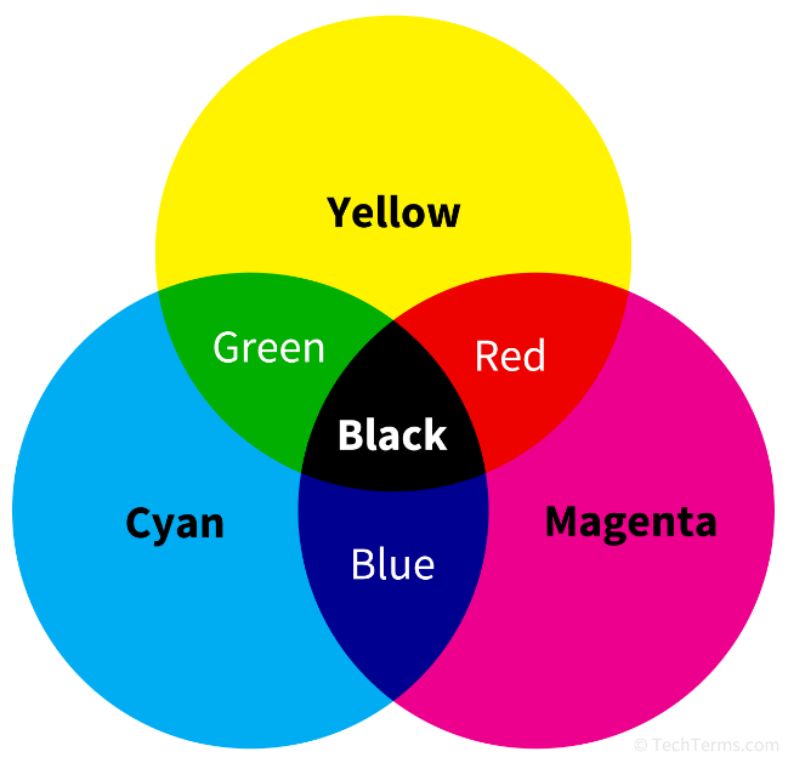 Yellow
Green
Red
Black
Cyan
Magenta
Blue
© TechTerms.com